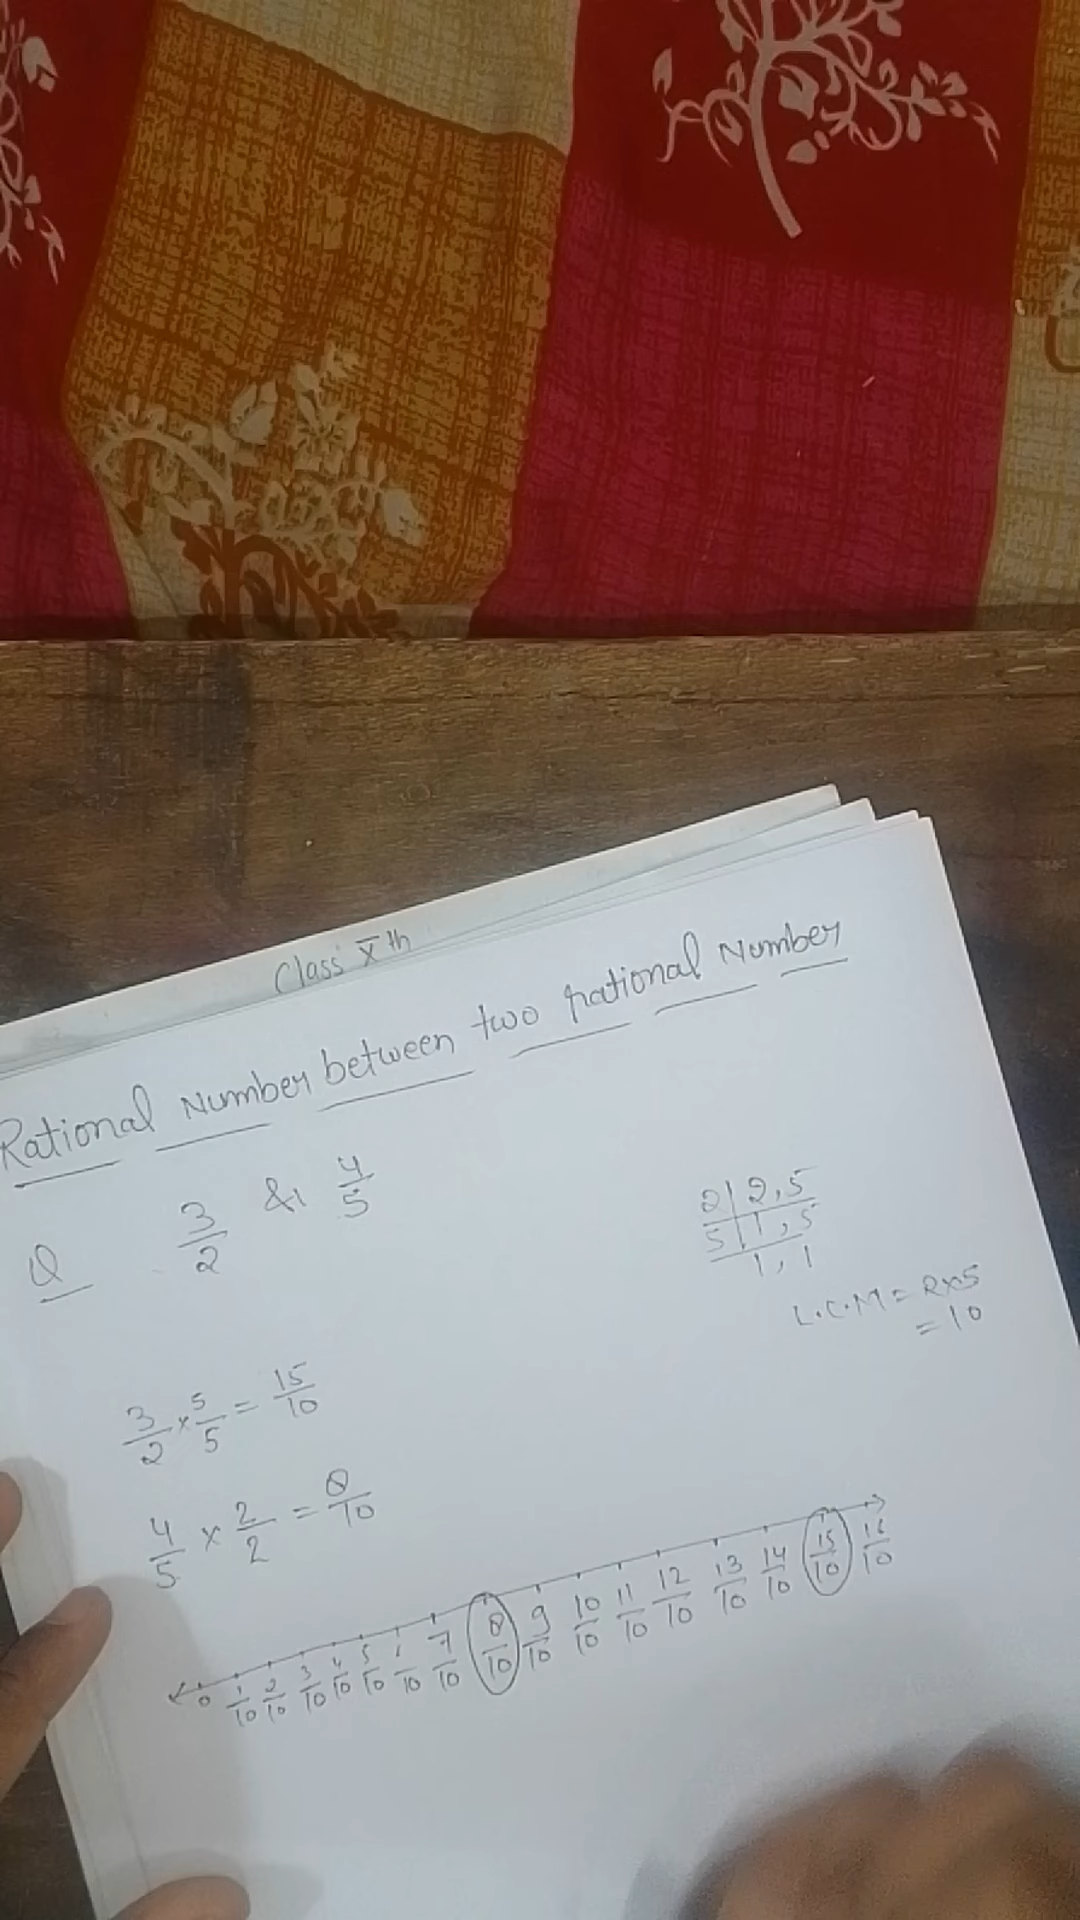 Class Xth
Rational Number between two rational Number
Q 3/2 & 4/5
2 | 2, 5
5 | 1, 5
1, 1
L.C.M = 2x5
= 10
3/2 x 5/5 = 15/10
4/5 x 2/2 = 8/10
0 1/10 2/10 3/10 4/10 5/10 6/10 7/10 8/10 9/10 10/10 11/10 12/10 13/10 14/10 15/10 16/10